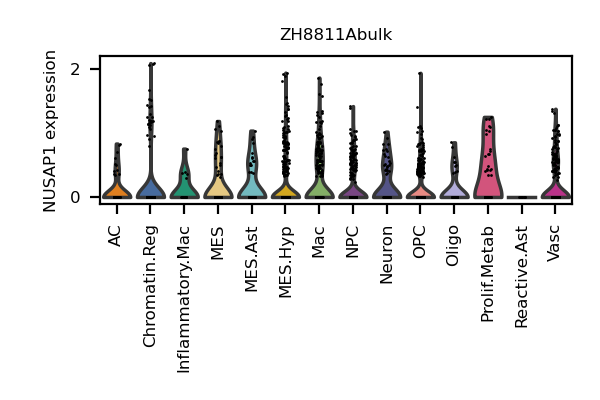 ZH8811Abulk
NUSAP1 expression
2
0
AC
Chromatin.Reg
Inflammatory.Mac
MES
MES.Ast
MES.Hyp
Mac
NPC
Neuron
OPC
Oligo
Prolif.Metab
Reactive.Ast
Vasc